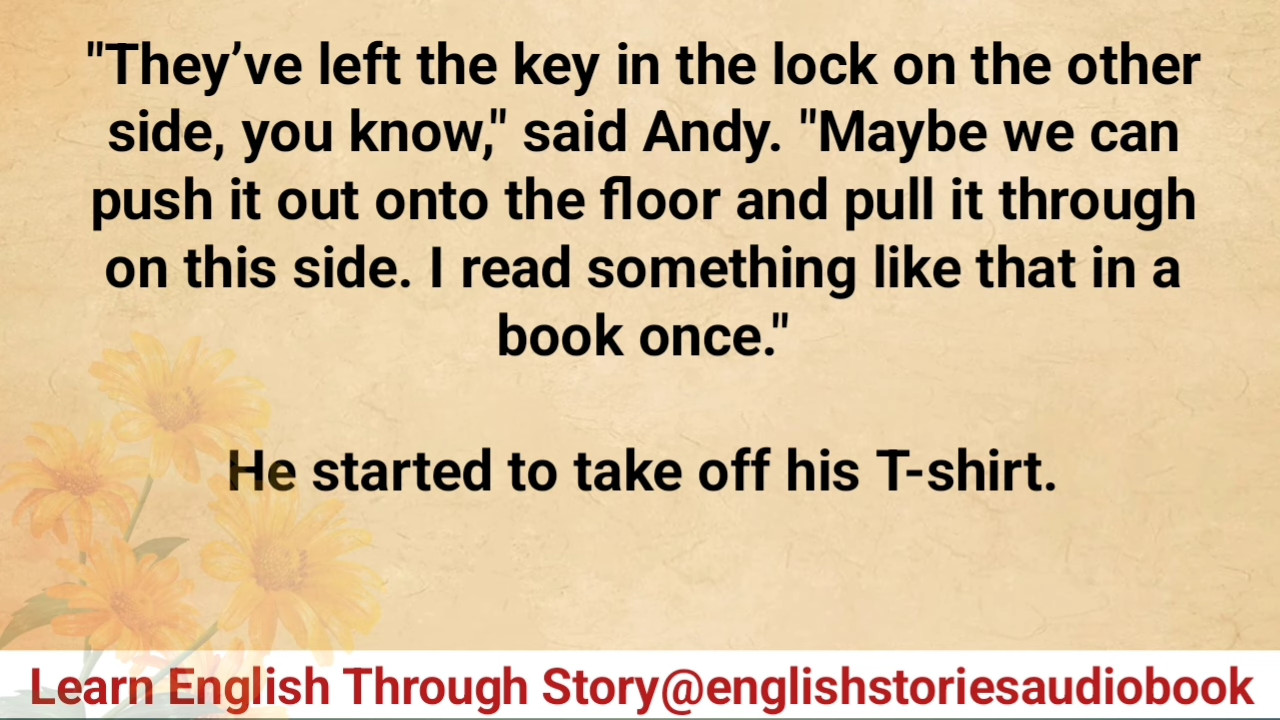 "They’ve left the key in the lock on the other
side, you know," said Andy. "Maybe we can
push it out onto the floor and pull it through
on this side. I read something like that in a
book once."
He started to take off his T-shirt.
Learn English Through Story@englishstoriesaudiobook